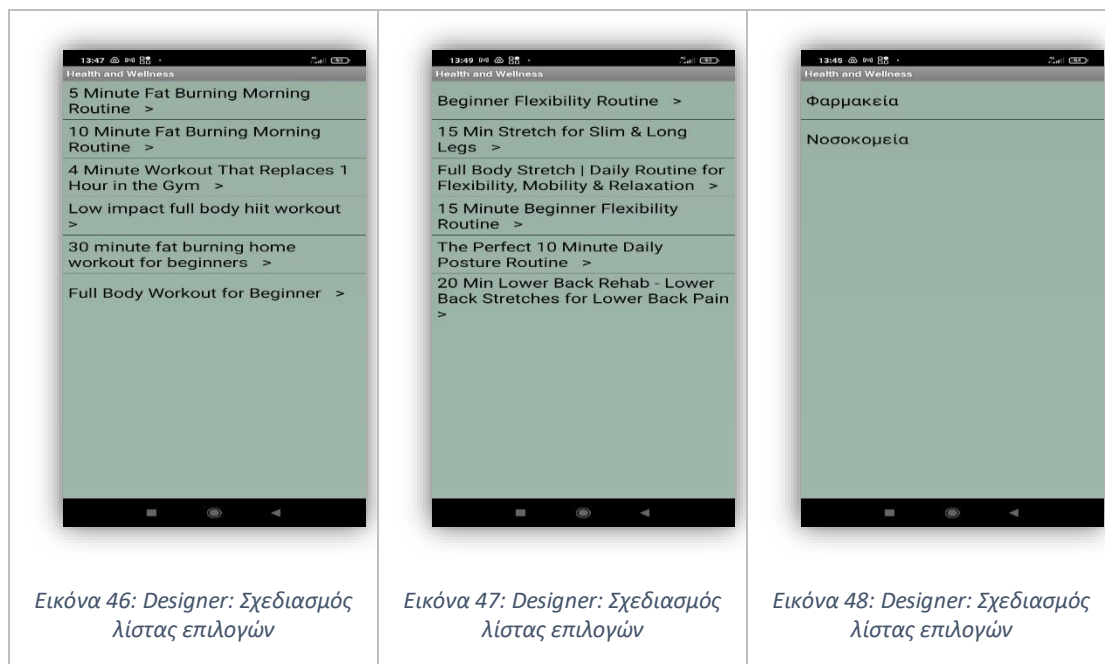 13:47
Health and Wellness
5 Minute Fat Burning Morning
Routine >
10 Minute Fat Burning Morning
Routine >
4 Minute Workout That Replaces 1
Hour in the Gym >
Low impact full body hiit workout
>
30 minute fat burning home
workout for beginners >
Full Body Workout for Beginner >
Εικόνα 46: Designer: Σχεδιασμός
λίστας επιλογών
13:49
Health and Wellness
Beginner Flexibility Routine >
15 Min Stretch for Slim & Long
Legs >
Full Body Stretch | Daily Routine for
Flexibility, Mobility & Relaxation >
15 Minute Beginner Flexibility
Routine >
The Perfect 10 Minute Daily
Posture Routine >
20 Min Lower Back Rehab - Lower
Back Stretches for Lower Back Pain
>
Εικόνα 47: Designer: Σχεδιασμός
λίστας επιλογών
13:45
Health and Wellness
Φαρμακεία
Νοσοκομεία
Εικόνα 48: Designer: Σχεδιασμός
λίστας επιλογών